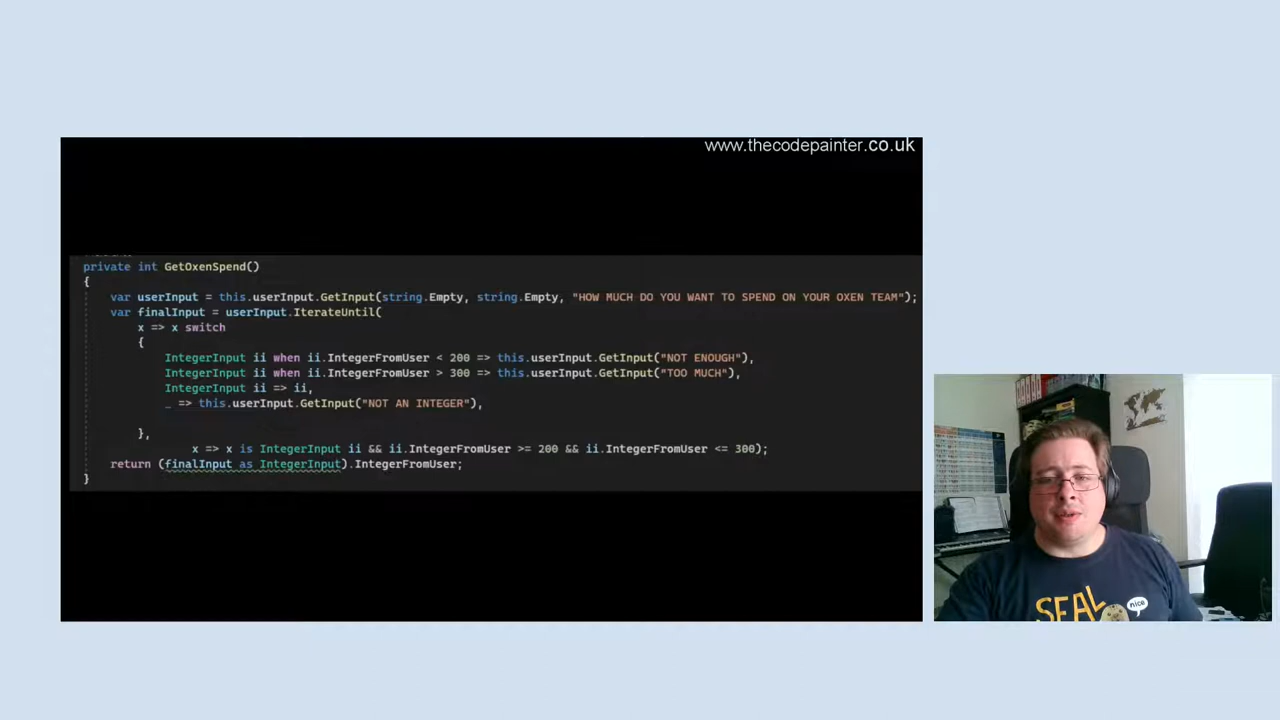 www.thecodepainter.co.uk
private int GetOxenSpend()
{
var userInput = this.userInput.GetInput(string.Empty, string.Empty, "HOW MUCH DO YOU WANT TO SPEND ON YOUR OXEN TEAM");
var finalInput = userInput.IterateUntil(
x => x switch
{
IntegerInput ii when ii.IntegerFromUser < 200 => this.userInput.GetInput("NOT ENOUGH"),
IntegerInput ii when ii.IntegerFromUser > 300 => this.userInput.GetInput("TOO MUCH"),
IntegerInput ii => ii,
_ => this.userInput.GetInput("NOT AN INTEGER"),
},
x => x is IntegerInput ii && ii.IntegerFromUser >= 200 && ii.IntegerFromUser <= 300);
return (finalInput as IntegerInput).IntegerFromUser;
}
SEAL
nice